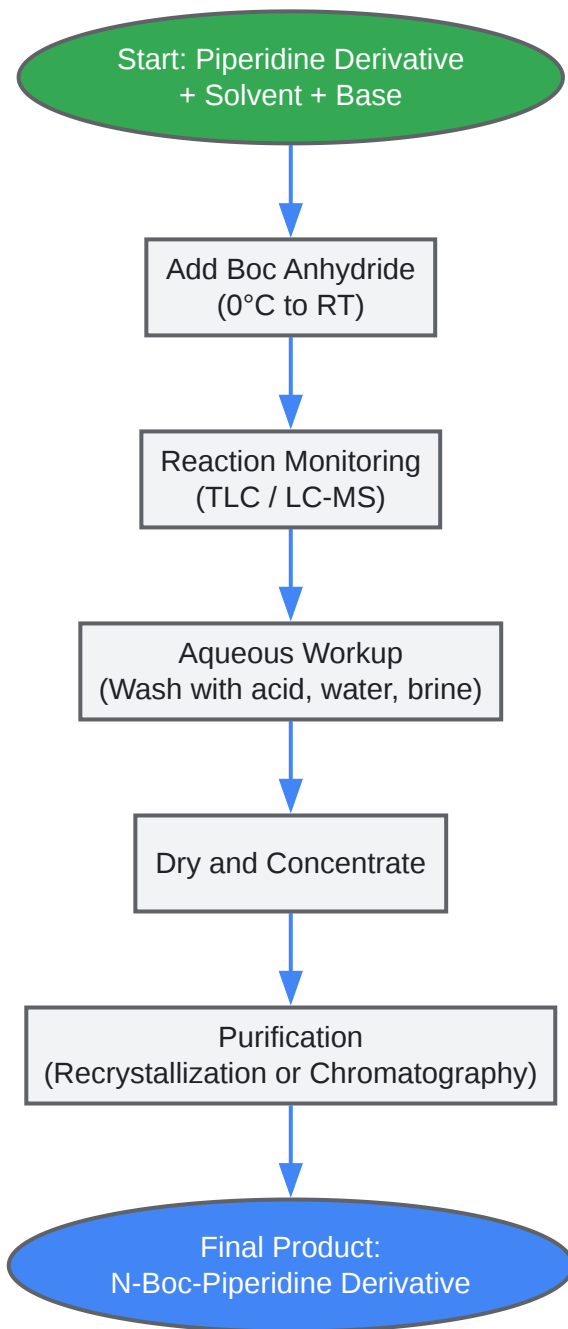 Start: Piperidine Derivative
+ Solvent + Base
Add Boc Anhydride
(0°C to RT)
Reaction Monitoring
(TLC / LC-MS)
Aqueous Workup
(Wash with acid, water, brine)
Dry and Concentrate
Purification
(Recrystallization or Chromatography)
Final Product:
N-Boc-Piperidine Derivative